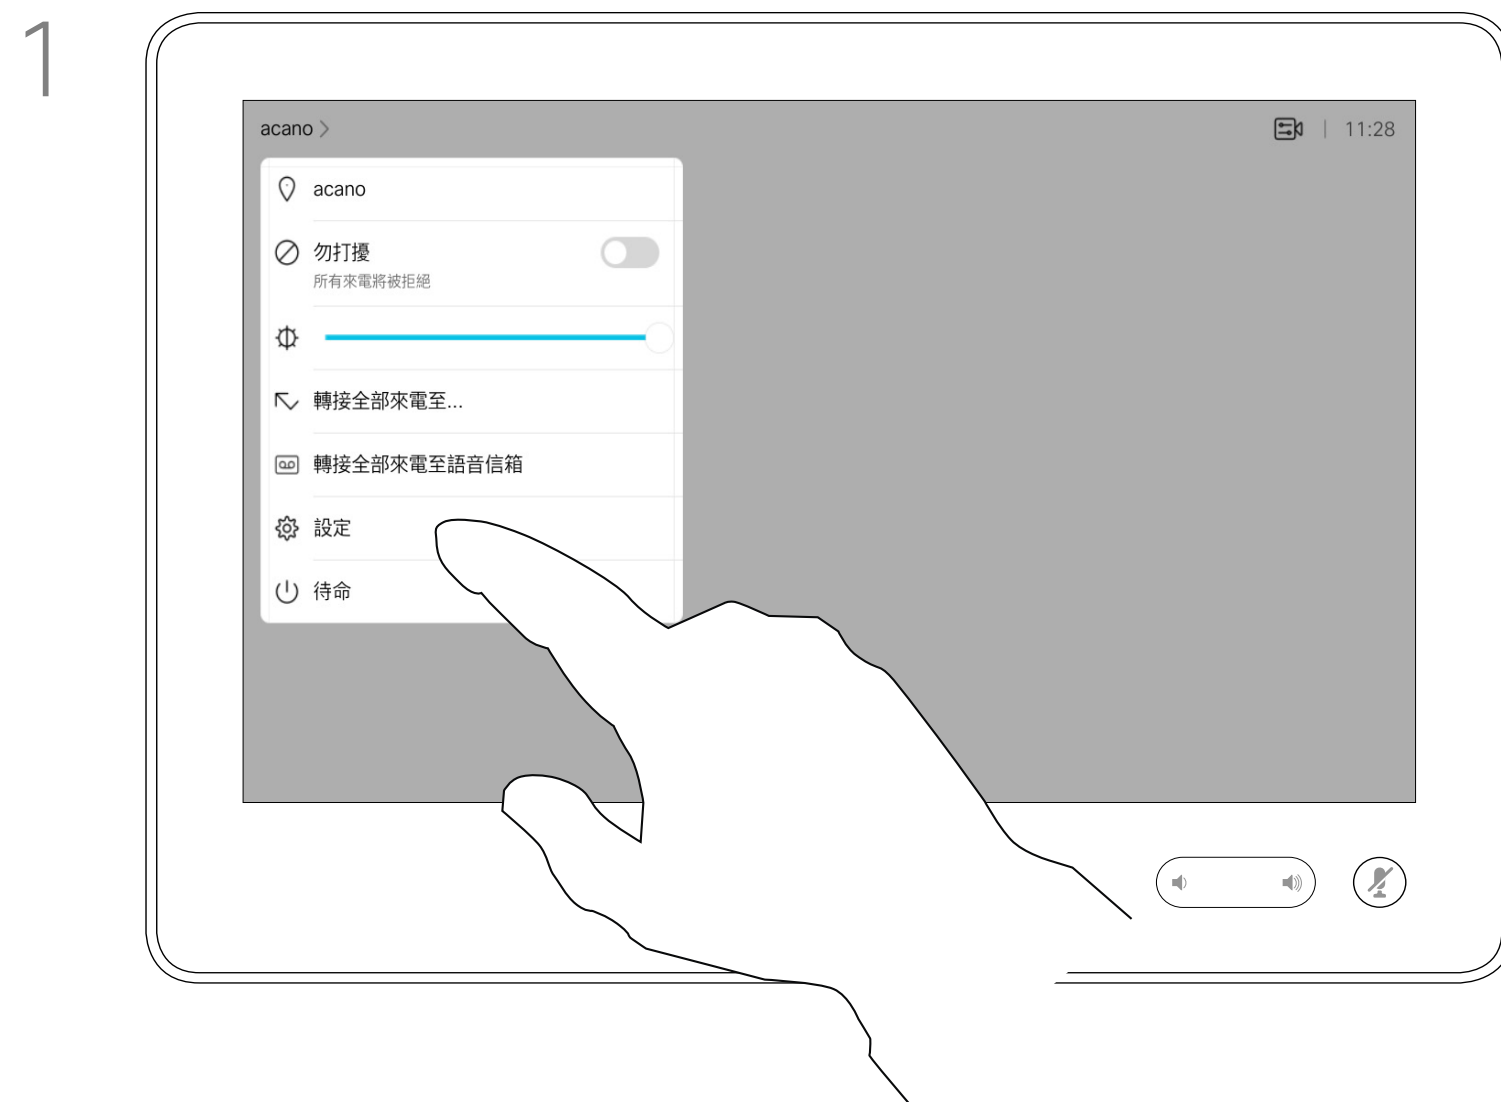 1
acano
11:28
acano
勿打擾
所有來電將被拒絕
轉接全部來電至...
轉接全部來電至語音信箱
設定
待命